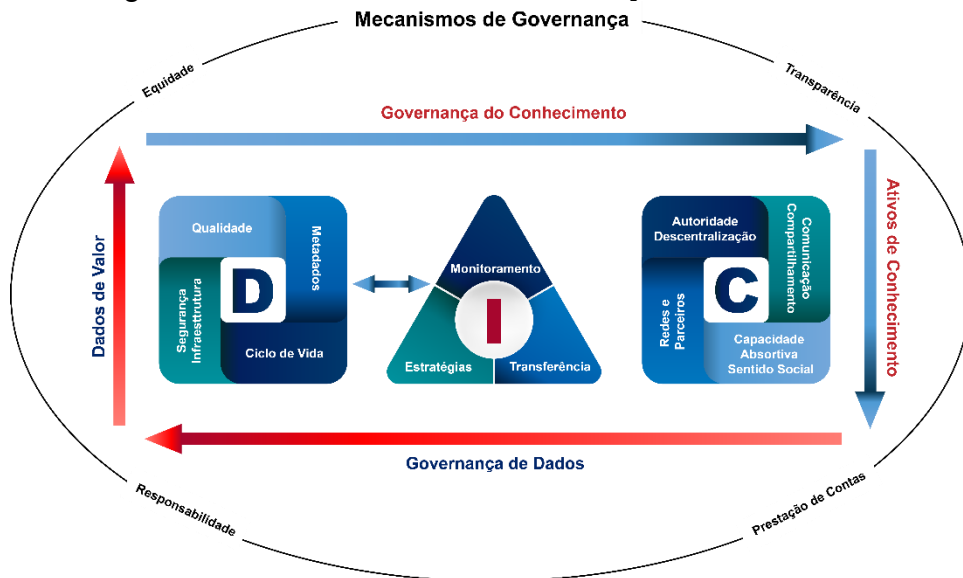 Mecanismos de Governança
Equidade
Transparência
Governança do Conhecimento
Dados de Valor
Ativos de Conhecimento
Qualidade
Metadados
D
Segurança
Infraesttrutura
Ciclo de Vida
Monitoramento
I
Estratégias
Transferência
Autoridade
Descentralização
Comunicação
Compartilhamento
C
Redes e
Parceiros
Capacidade
Absortiva
Sentido Social
Governança de Dados
Responsabilidade
Prestação de Contas